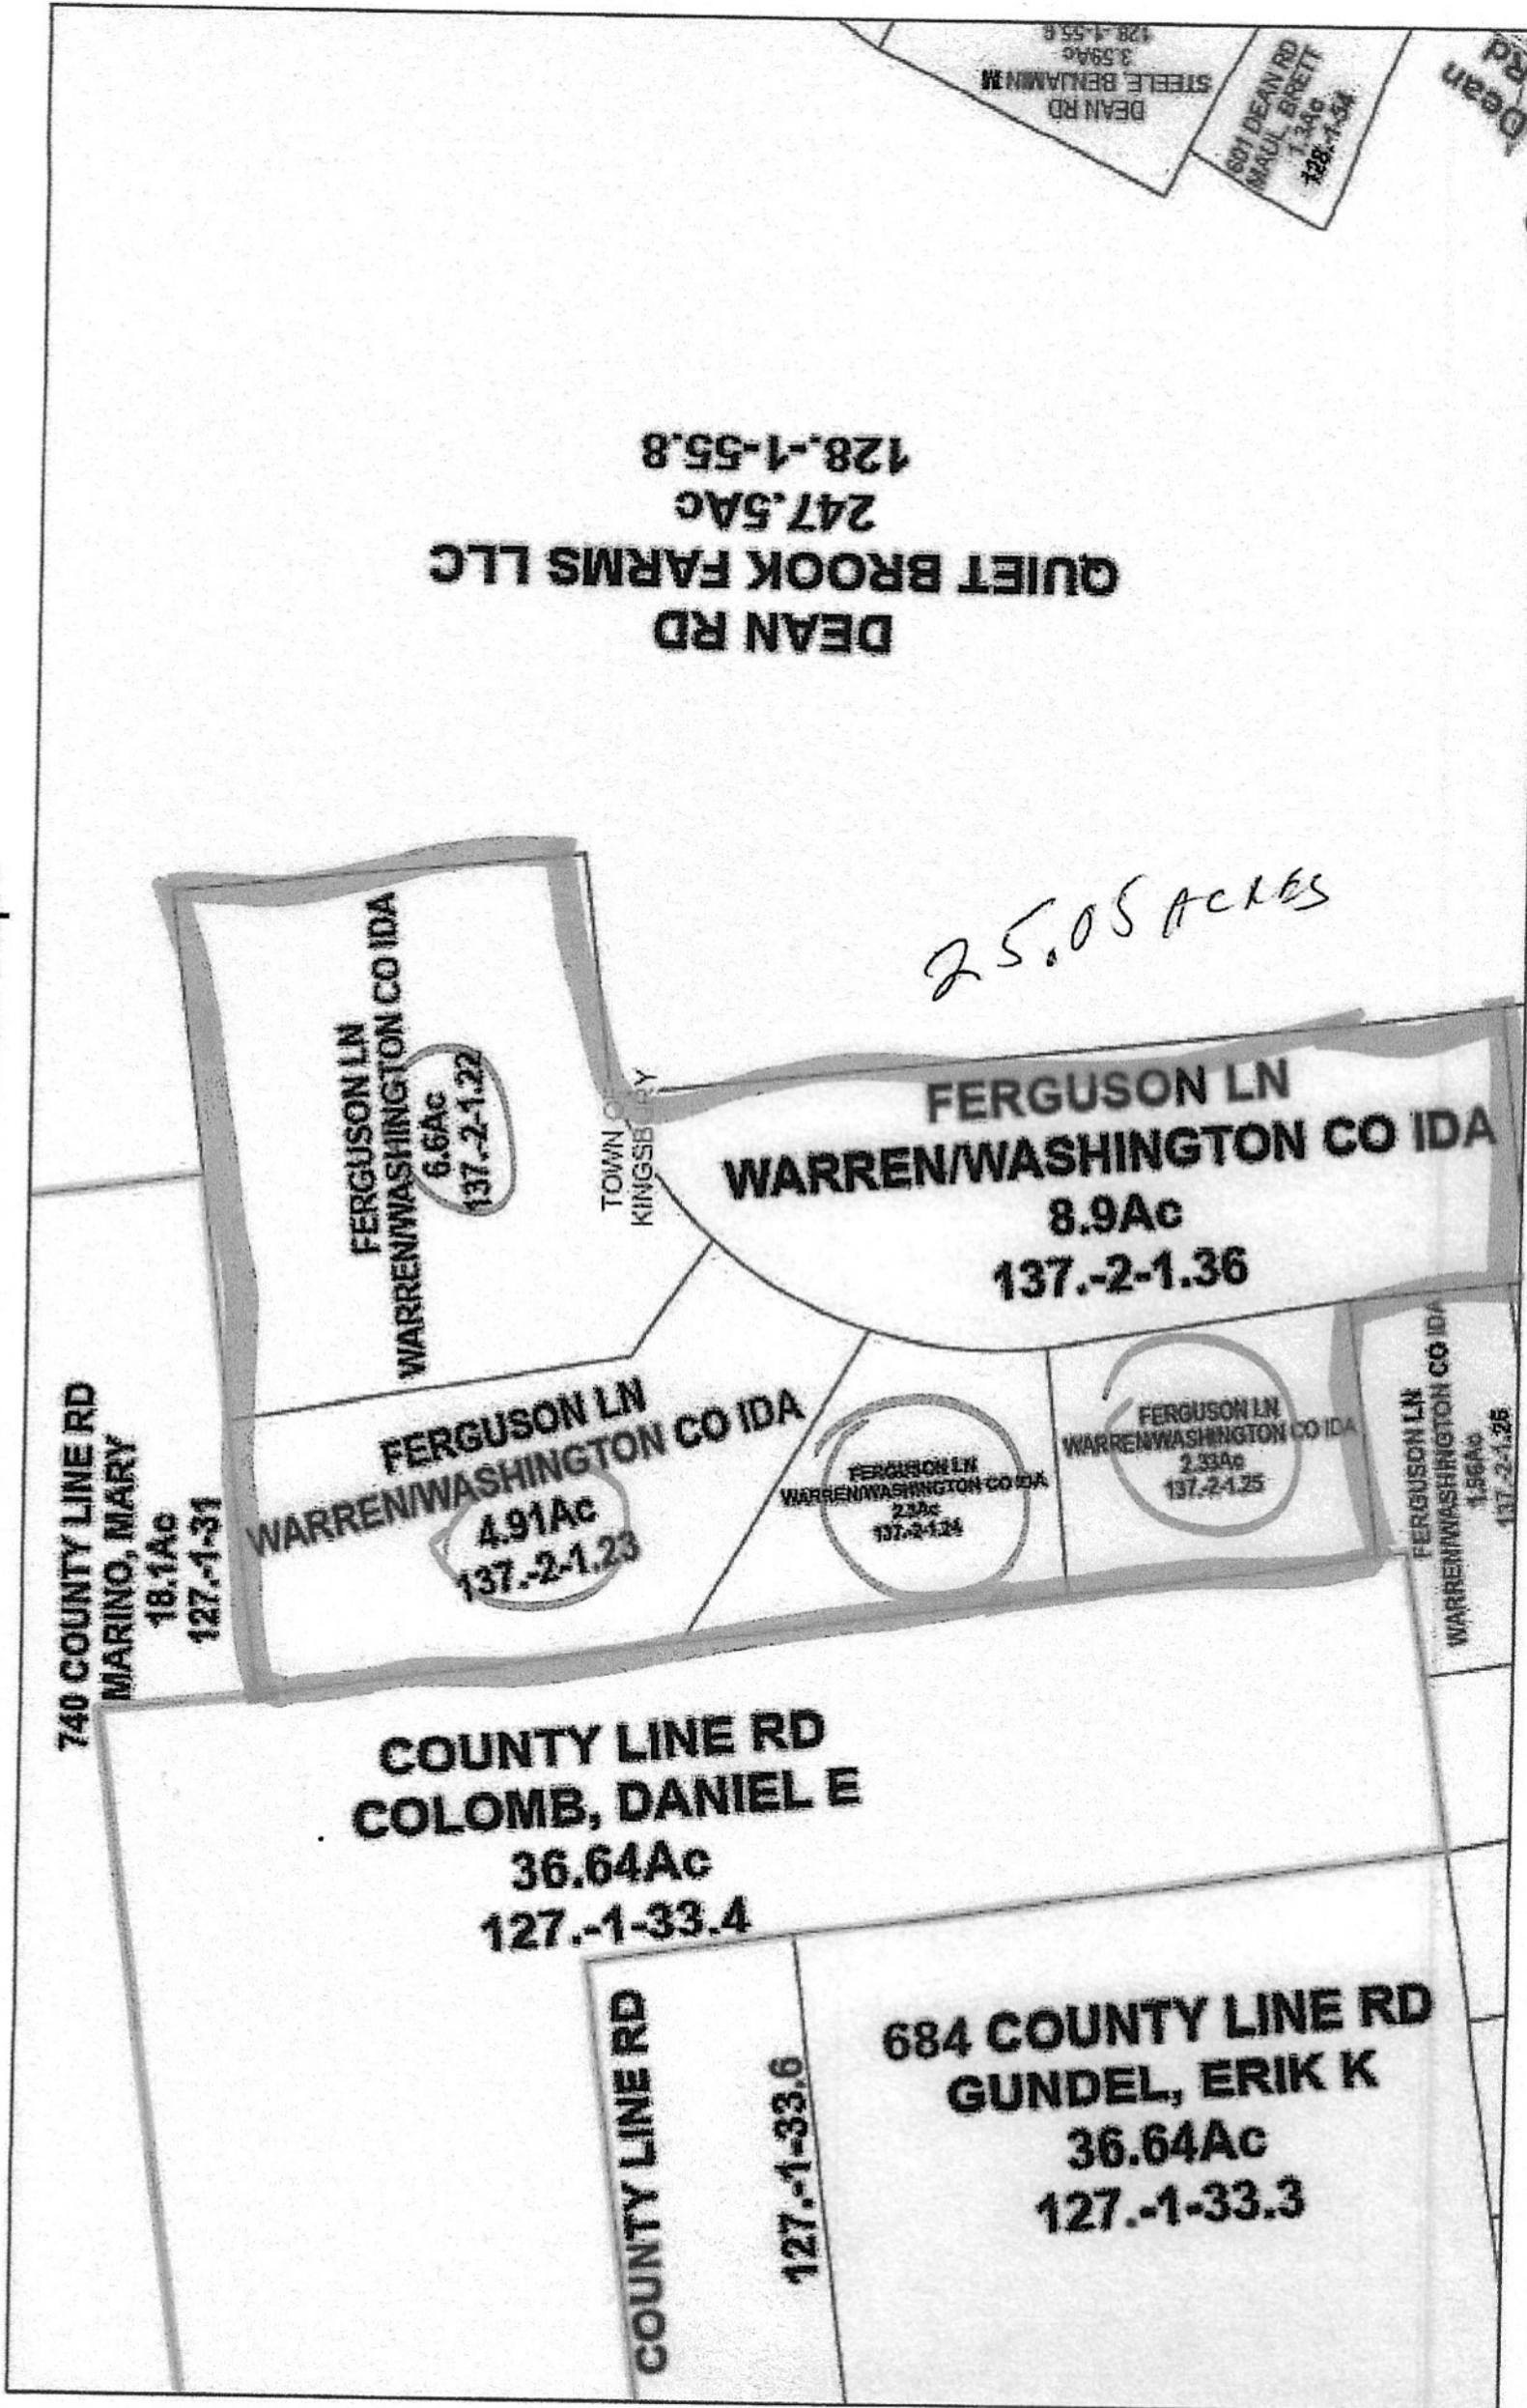 128.-1-55.6
3.59Ac
STEELE, BENJAMIN M
DEAN RD
601 DEAN RD
MAUL, BRETT
1.3Ac
128.-1-54
Dean
Rd
DEAN RD
QUIET BROOK FARMS LLC
247.5Ac
128.-1-55.8
25.05 ACRES
FERGUSON LN
WARREN/WASHINGTON CO IDA
6.6Ac
137.-2-1.22
TOWN OF
KINGSBURY
FERGUSON LN
WARREN/WASHINGTON CO IDA
8.9Ac
137.-2-1.36
740 COUNTY LINE RD
MARINO, MARY
18.1Ac
127.-1-31
FERGUSON LN
WARREN/WASHINGTON CO IDA
4.91Ac
137.-2-1.23
FERGUSON LN
WARREN/WASHINGTON CO IDA
137.-2-1.24
FERGUSON LN
WARREN/WASHINGTON CO IDA
2.33Ac
137.-2-1.25
FERGUSON LN
WARREN/WASHINGTON CO IDA
137.-2-1.26
COUNTY LINE RD
COLOMB, DANIEL E
36.64Ac
127.-1-33.4
COUNTY LINE RD
127.-1-33.6
684 COUNTY LINE RD
GUNDEL, ERIK K
36.64Ac
127.-1-33.3